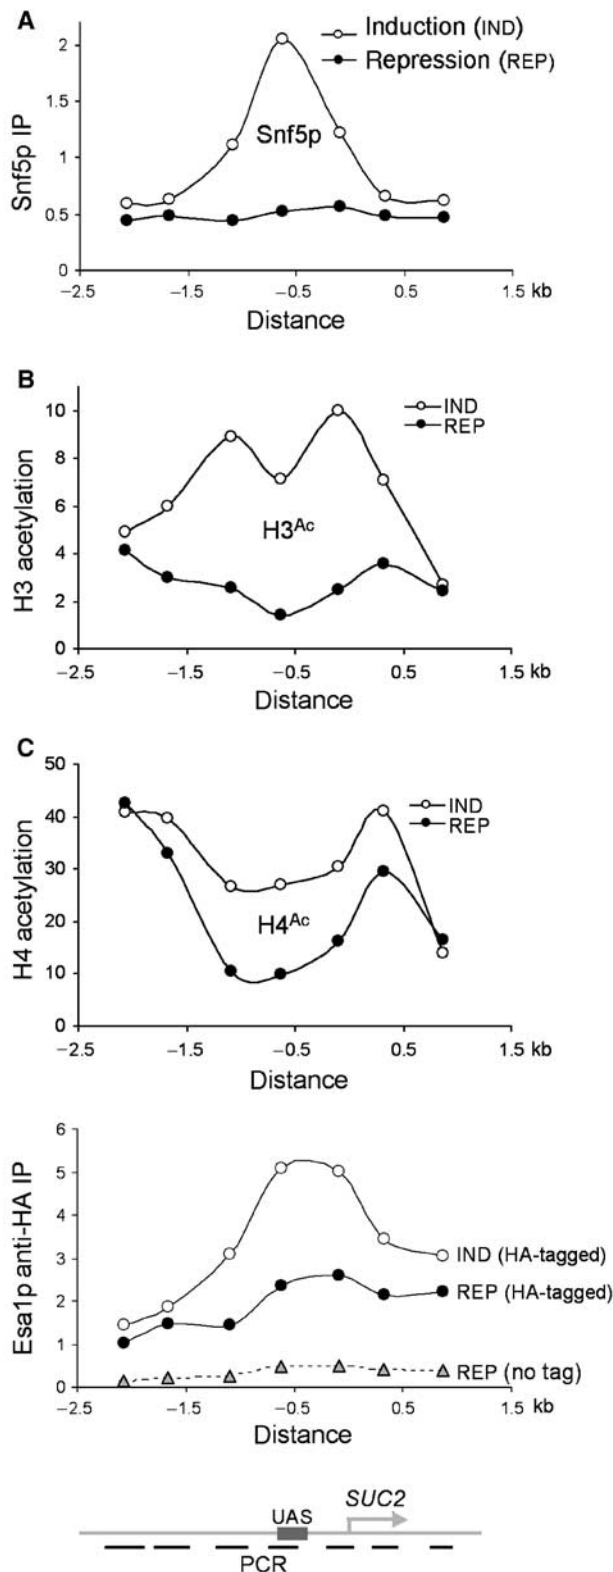 A
Induction (IND)
Repression (REP)
Snf5p IP
2
1.5
1
0.5
0
Snf5p
−2.5 −1.5 −0.5 0.5 1.5 kb
Distance
B
IND
REP
H3 acetylation
10
8
6
4
2
0
H3Ac
−2.5 −1.5 −0.5 0.5 1.5 kb
Distance
C
IND
REP
H4 acetylation
50
40
30
20
10
0
H4Ac
−2.5 −1.5 −0.5 0.5 1.5 kb
Distance
Esa1p anti-HA IP
6
5
4
3
2
1
0
IND (HA-tagged)
REP (HA-tagged)
REP (no tag)
−2.5 −1.5 −0.5 0.5 1.5 kb
Distance
SUC2
UAS
PCR